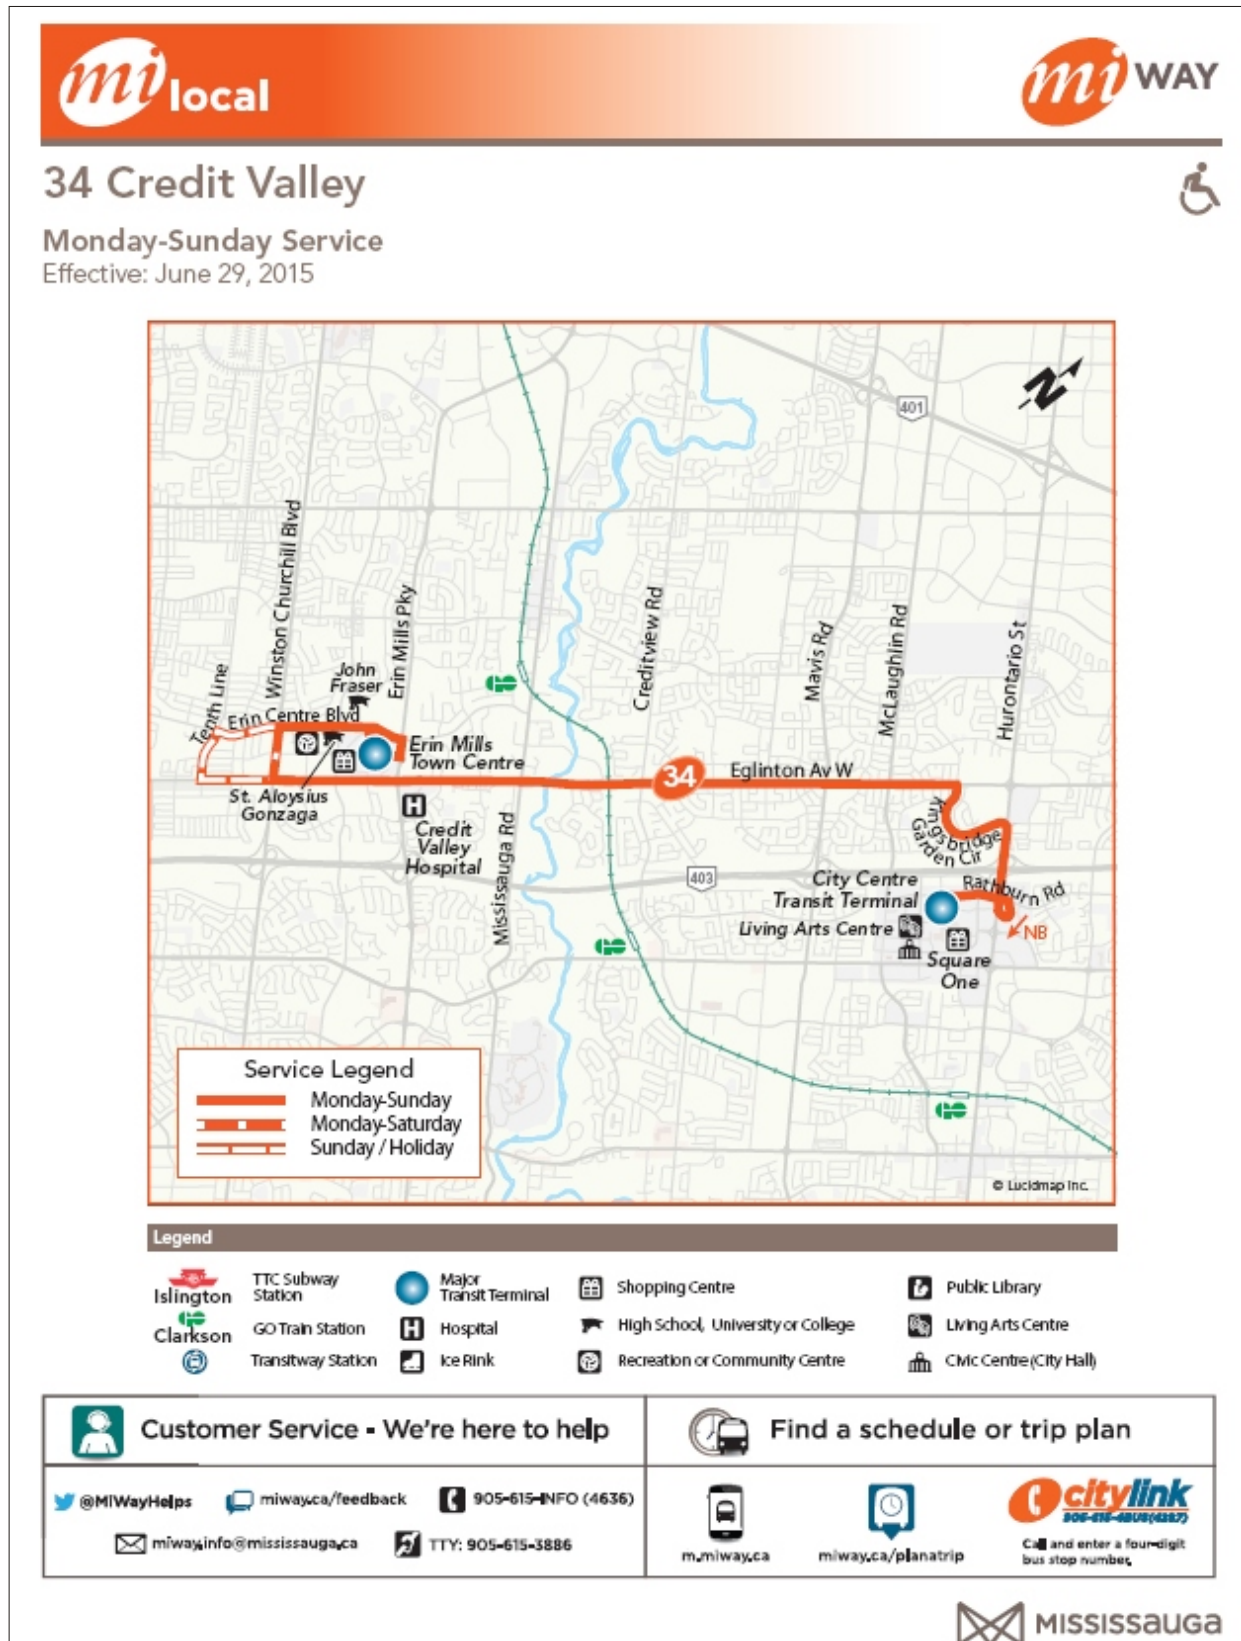 mi local
mi WAY
34 Credit Valley
Monday-Sunday Service
Effective: June 29, 2015
401
N
Winston Churchill Blvd
Erin Mills Pky
Creditview Rd
Mavis Rd
McLaughlin Rd
Hurontario St
Tenth Line
John
Fraser
Erin Centre Blvd
Erin Mills
Town Centre
34
Eglinton Av W
St. Aloysius
Gonzaga
H
Credit
Valley
Hospital
Mississauga Rd
Kingsbridge
Garden Cir
403
City Centre
Transit Terminal
Rathburn Rd
Living Arts Centre
NB
Square
One
Service Legend
Monday-Sunday
Monday-Saturday
Sunday / Holiday
© Lucidmap Inc.
Legend
Islington
TTC Subway
Station
Major
Transit Terminal
Shopping Centre
Public Library
Clarkson
GO Train Station
H
Hospital
High School, University or College
Living Arts Centre
Transitway Station
Ice Rink
Recreation or Community Centre
Civic Centre (City Hall)
Customer Service - We're here to help
Find a schedule or trip plan
@MiWayHelps
miway.ca/feedback
905-615-INFO (4636)
miway.info@mississauga.ca
TTY: 905-615-3886
m.miway.ca
miway.ca/planatrip
citylink
905-615-4BUS(4287)
Call and enter a four-digit
bus stop number.
MISSISSAUGA